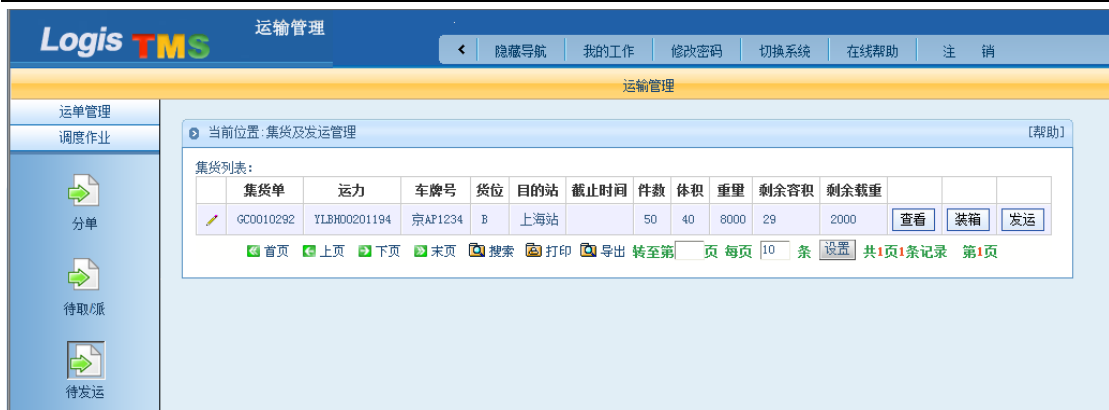 Logis TMS 运输管理
隐藏导航 我的工作 修改密码 切换系统 在线帮助 注 销
运输管理
运单管理
调度作业
分单
待取/派
待发运
当前位置:集货及发运管理 [帮助]
集货列表:
集货单 运力 车牌号 货位 目的站 截止时间 件数 体积 重量 剩余容积 剩余载重
GC0010292 YLBH00201194 京AP1234 B 上海站 50 40 8000 29 2000 查看 装箱 发运
首页 上页 下页 末页 搜索 打印 导出 转至第 页 每页 10 条 设置 共1页1条记录 第1页